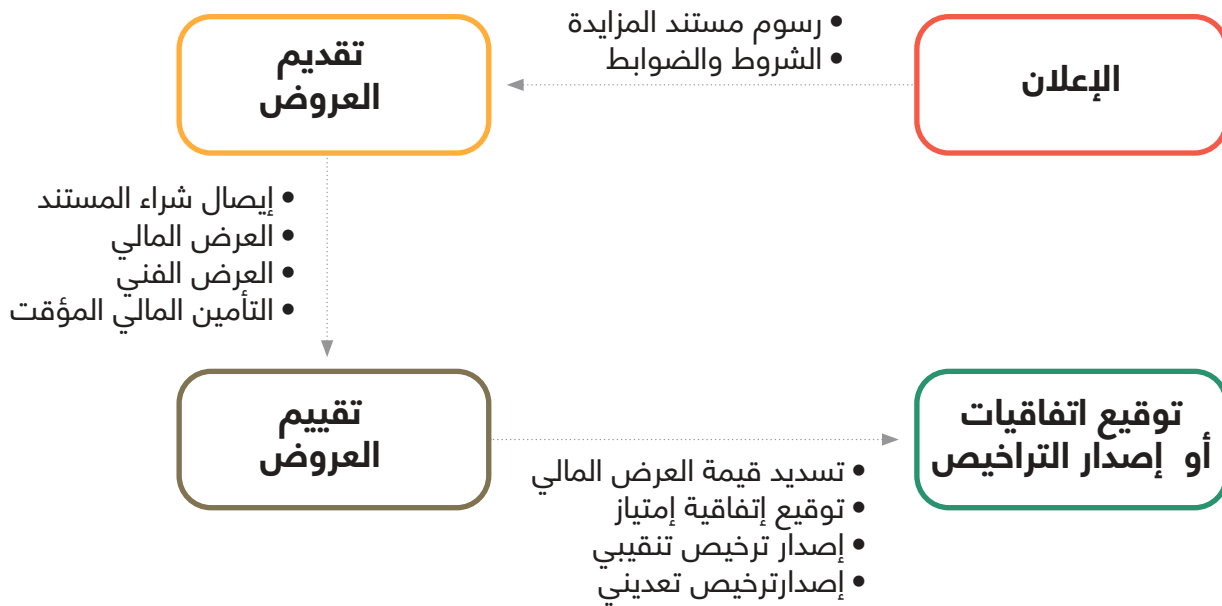 الإعلان
• رسوم مستند المزايدة
• الشروط والضوابط
تقديم
العروض
• إيصال شراء المستند
• العرض المالي
• العرض الفني
• التأمين المالي المؤقت
تقييم
العروض
• تسديد قيمة العرض المالي
• توقيع إتفاقية إمتياز
• إصدار ترخيص تنقيبي
• إصدارترخيص تعديني
توقيع اتفاقيات
أو إصدار التراخيص